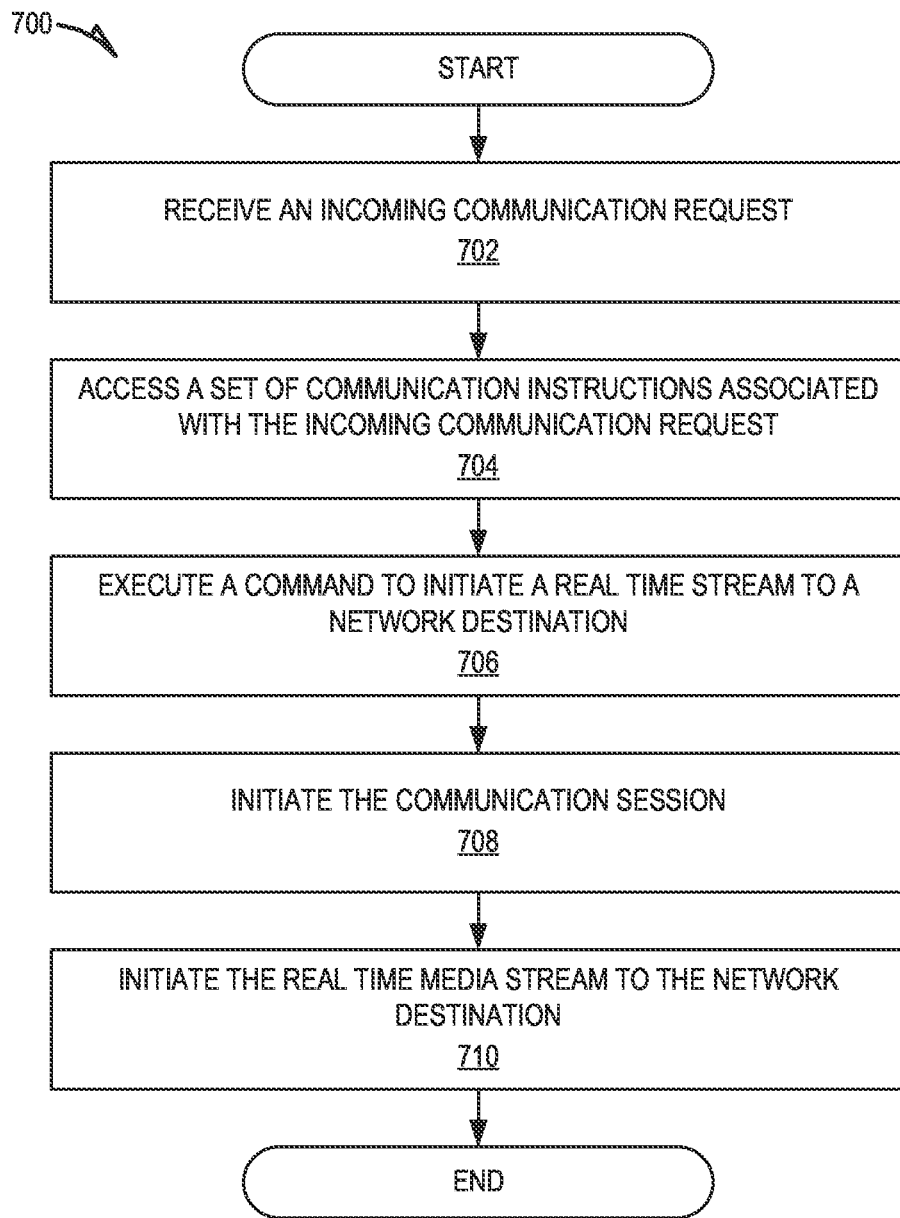 700
START
RECEIVE AN INCOMING COMMUNICATION REQUEST
702
ACCESS A SET OF COMMUNICATION INSTRUCTIONS ASSOCIATED
WITH THE INCOMING COMMUNICATION REQUEST
704
EXECUTE A COMMAND TO INITIATE A REAL TIME STREAM TO A
NETWORK DESTINATION
706
INITIATE THE COMMUNICATION SESSION
708
INITIATE THE REAL TIME MEDIA STREAM TO THE NETWORK
DESTINATION
710
END